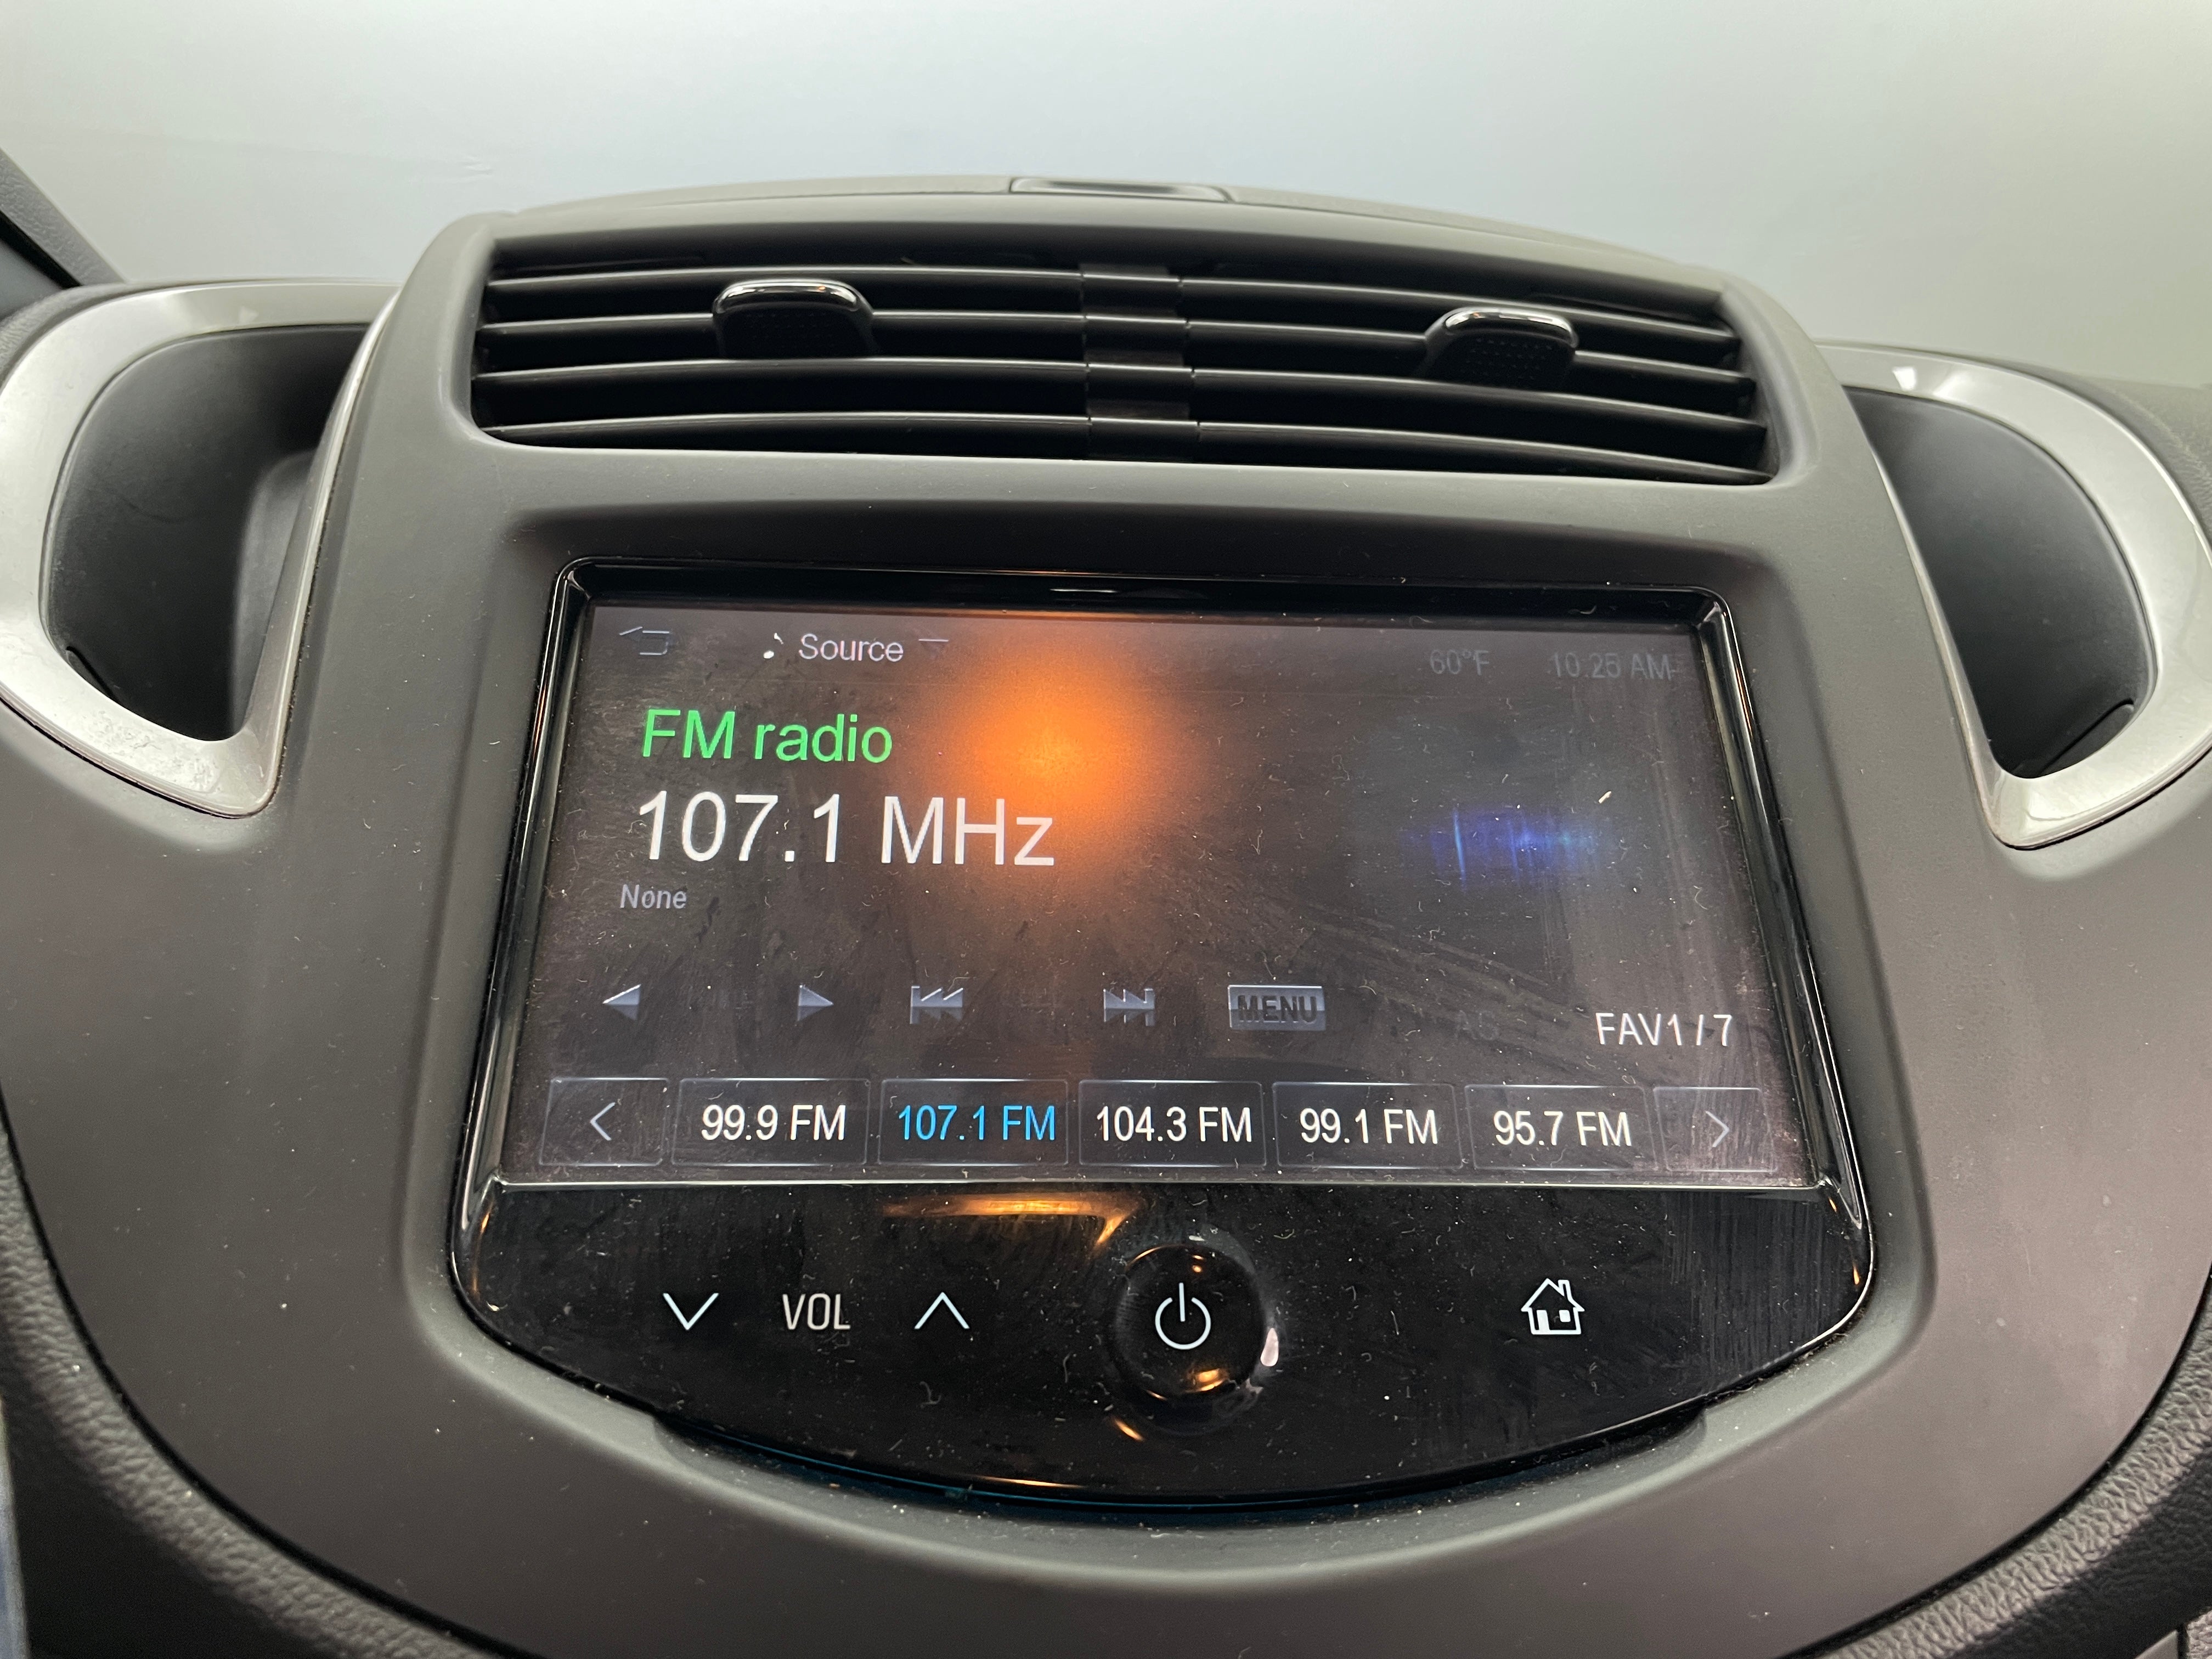 Source 60°F 10:25 AM
FM radio
107.1 MHz
None
MENU AS FAV1 / 7
99.9 FM 107.1 FM 104.3 FM 99.1 FM 95.7 FM
VOL